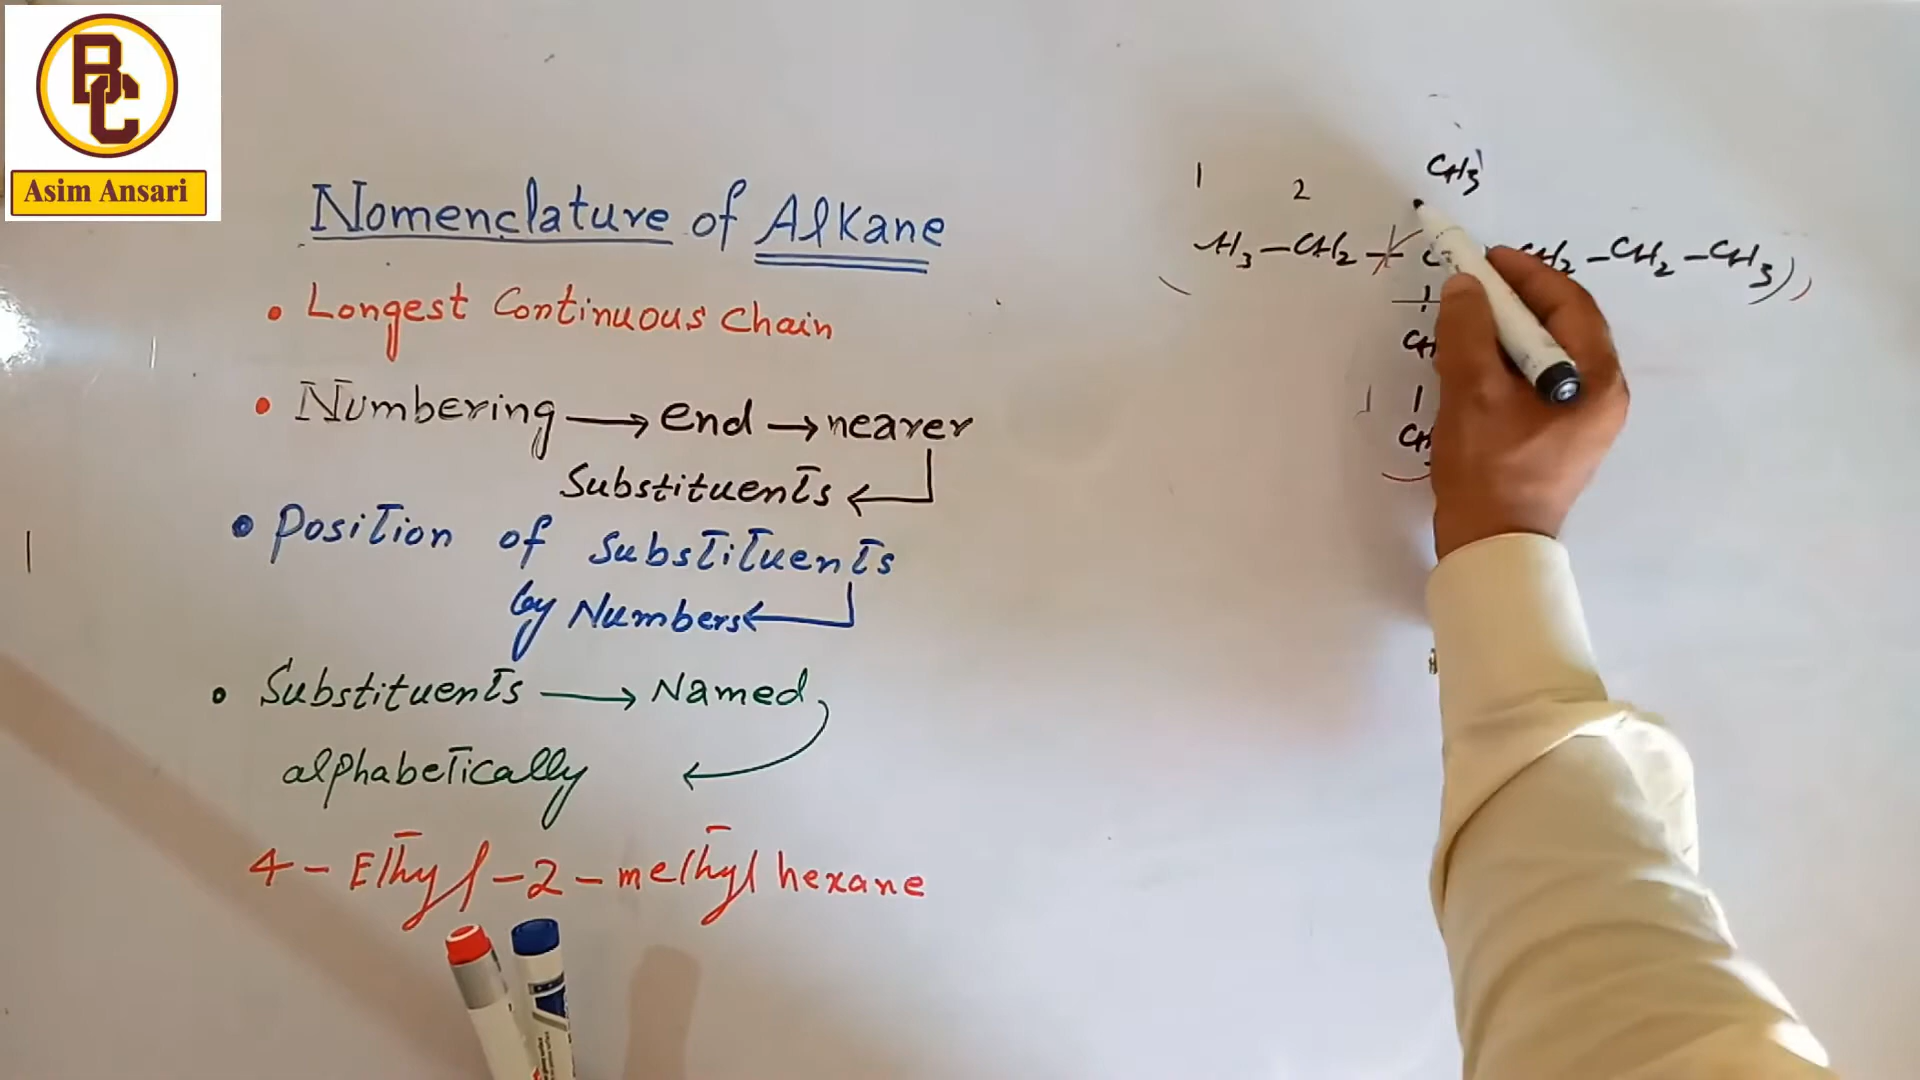 BC
Asim Ansari
Nomenclature of Alkane
• Longest Continuous Chain
• Numbering → end → nearer
Substituents
• Position of Substituents
by Numbers
• Substituents → Named
alphabetically
4 - Ethyl - 2 - methyl hexane
CH3
1 2
H3 - CH2 - C CH2 - CH2 - CH3